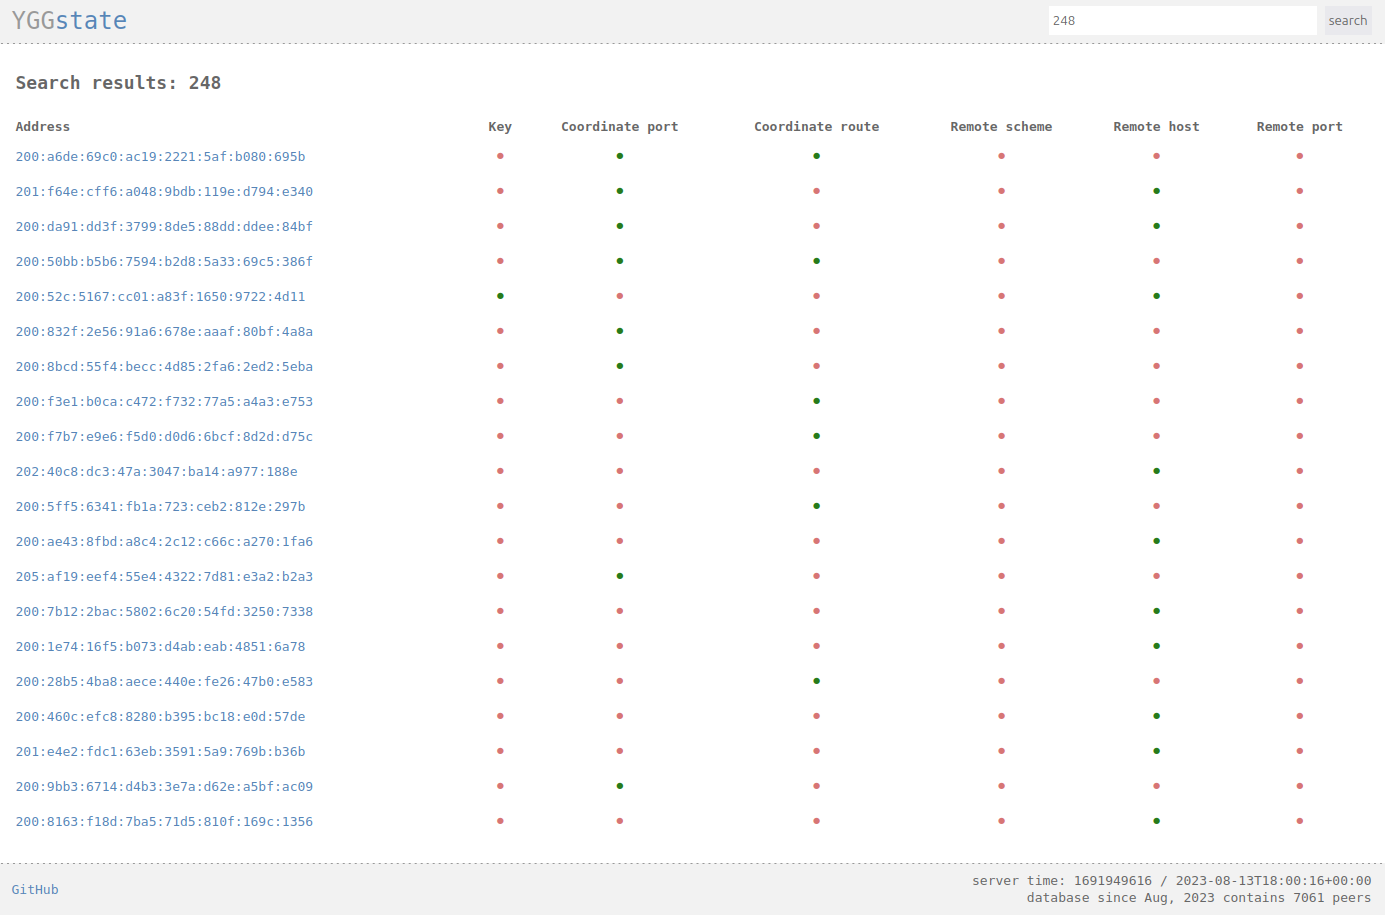 YGGstate
248
search
Search results: 248
Address Key Coordinate port Coordinate route Remote scheme Remote host Remote port
200:a6de:69c0:ac19:2221:5af:b080:695b
201:f64e:cff6:a048:9bdb:119e:d794:e340
200:da91:dd3f:3799:8de5:88dd:ddee:84bf
200:50bb:b5b6:7594:b2d8:5a33:69c5:386f
200:52c:5167:cc01:a83f:1650:9722:4d11
200:832f:2e56:91a6:678e:aaaf:80bf:4a8a
200:8bcd:55f4:becc:4d85:2fa6:2ed2:5eba
200:f3e1:b0ca:c472:f732:77a5:a4a3:e753
200:f7b7:e9e6:f5d0:d0d6:6bcf:8d2d:d75c
202:40c8:dc3:47a:3047:ba14:a977:188e
200:5ff5:6341:fb1a:723:ceb2:812e:297b
200:ae43:8fbd:a8c4:2c12:c66c:a270:1fa6
205:af19:eef4:55e4:4322:7d81:e3a2:b2a3
200:7b12:2bac:5802:6c20:54fd:3250:7338
200:1e74:16f5:b073:d4ab:eab:4851:6a78
200:28b5:4ba8:aece:440e:fe26:47b0:e583
200:460c:efc8:8280:b395:bc18:e0d:57de
201:e4e2:fdc1:63eb:3591:5a9:769b:b36b
200:9bb3:6714:d4b3:3e7a:d62e:a5bf:ac09
200:8163:f18d:7ba5:71d5:810f:169c:1356
GitHub
server time: 1691949616 / 2023-08-13T18:00:16+00:00
database since Aug, 2023 contains 7061 peers